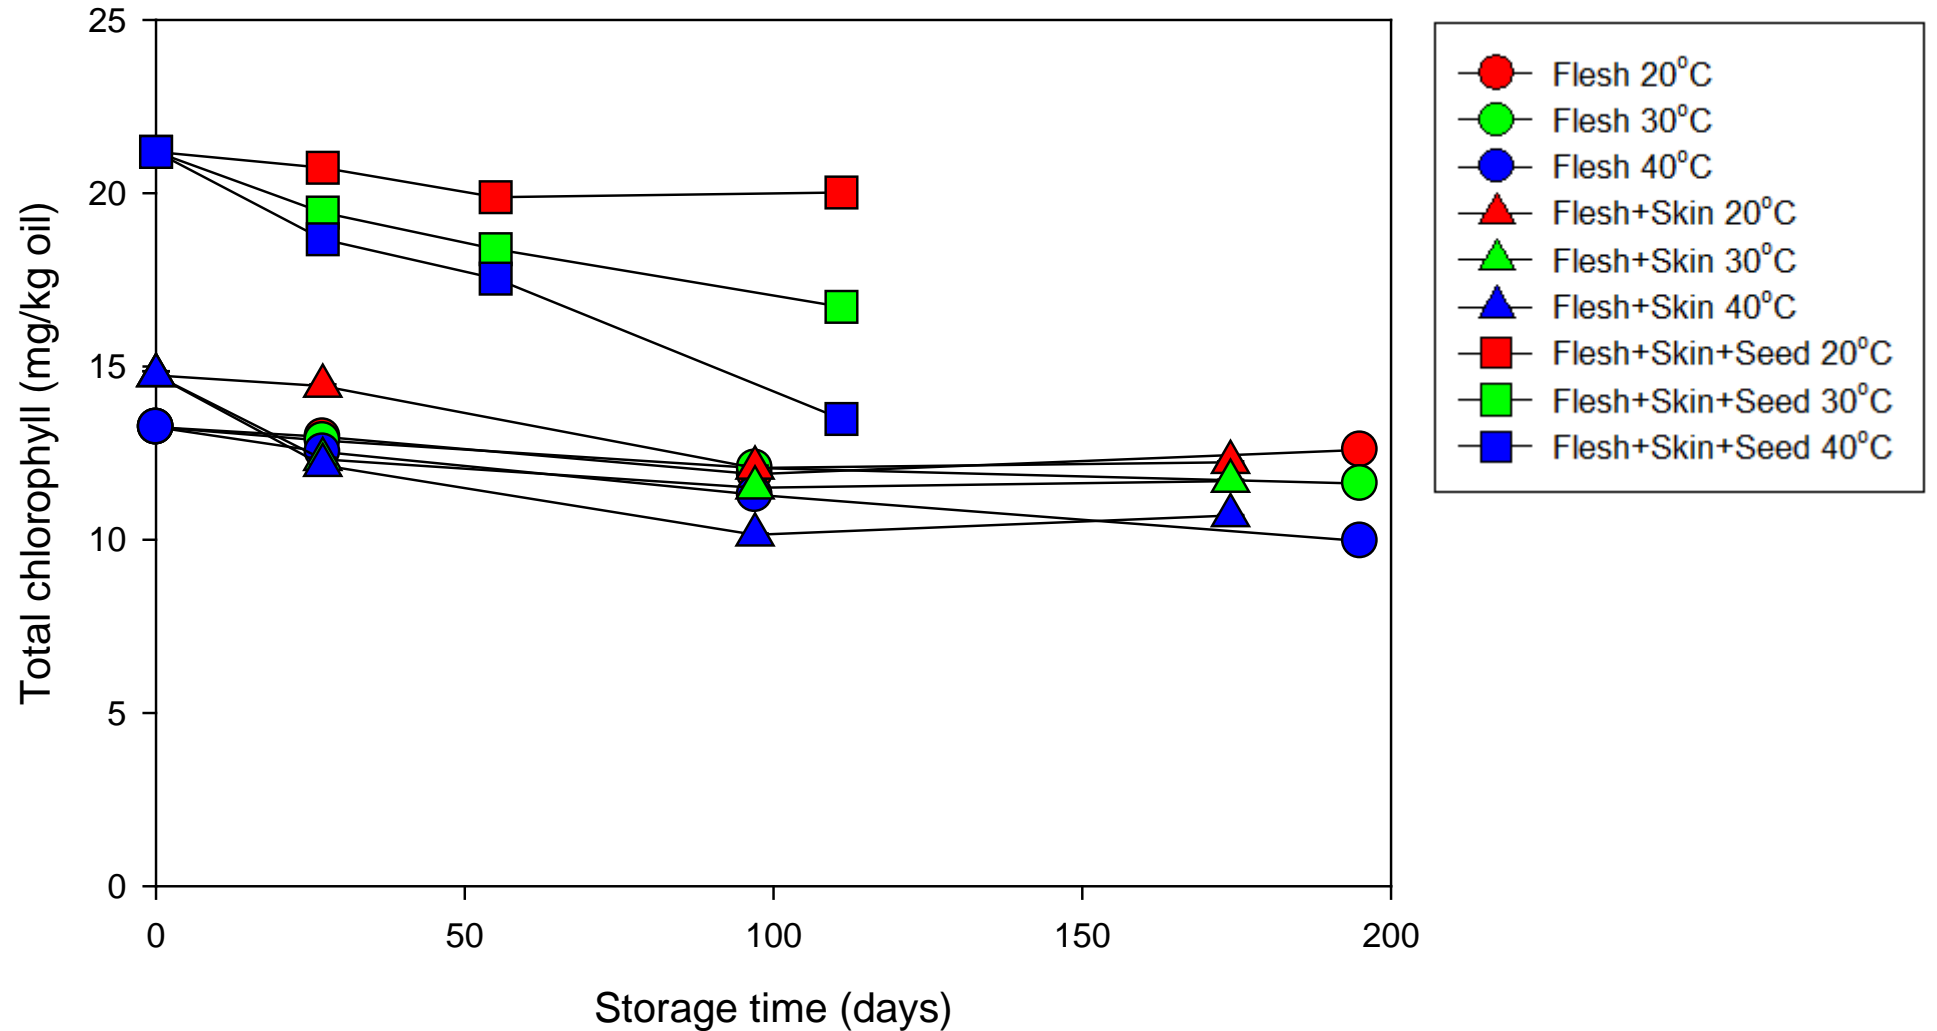 Total chlorophyll (mg/kg oil)
25
20
15
10
5
0
0 50 100 150 200
Storage time (days)
Flesh 20°C
Flesh 30°C
Flesh 40°C
Flesh+Skin 20°C
Flesh+Skin 30°C
Flesh+Skin 40°C
Flesh+Skin+Seed 20°C
Flesh+Skin+Seed 30°C
Flesh+Skin+Seed 40°C